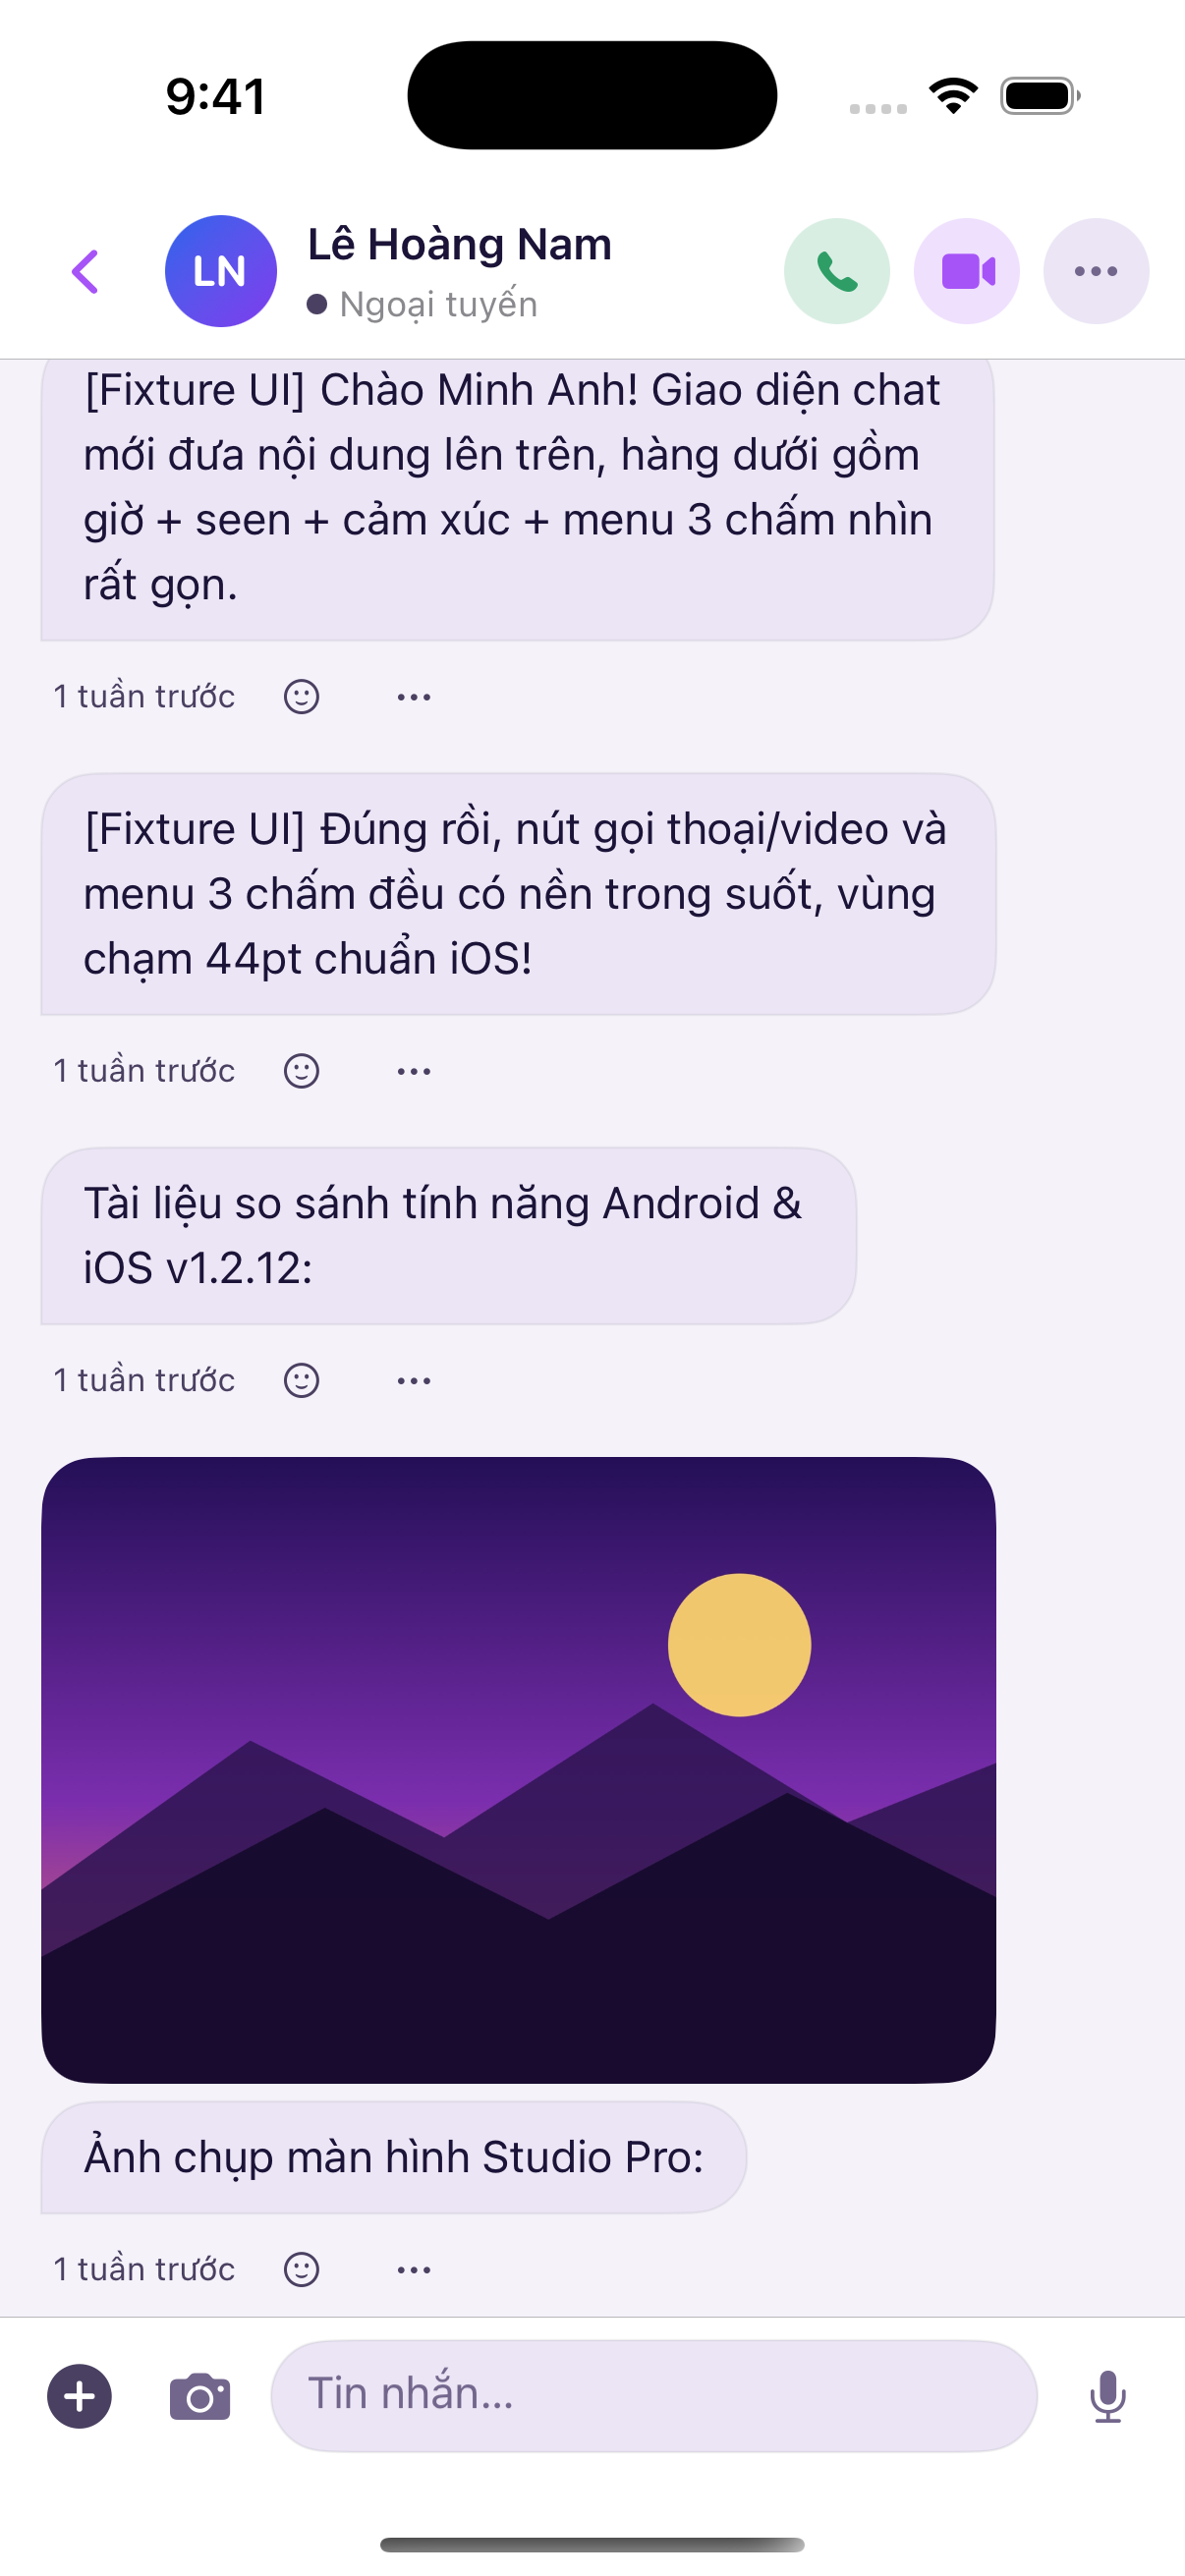 9:41
LN
Lê Hoàng Nam
Ngoại tuyến
[Fixture UI] Chào Minh Anh! Giao diện chat
mới đưa nội dung lên trên, hàng dưới gồm
giờ + seen + cảm xúc + menu 3 chấm nhìn
rất gọn.
1 tuần trước
[Fixture UI] Đúng rồi, nút gọi thoại/video và
menu 3 chấm đều có nền trong suốt, vùng
chạm 44pt chuẩn iOS!
1 tuần trước
Tài liệu so sánh tính năng Android &
iOS v1.2.12:
1 tuần trước
Ảnh chụp màn hình Studio Pro:
1 tuần trước
Tin nhắn...